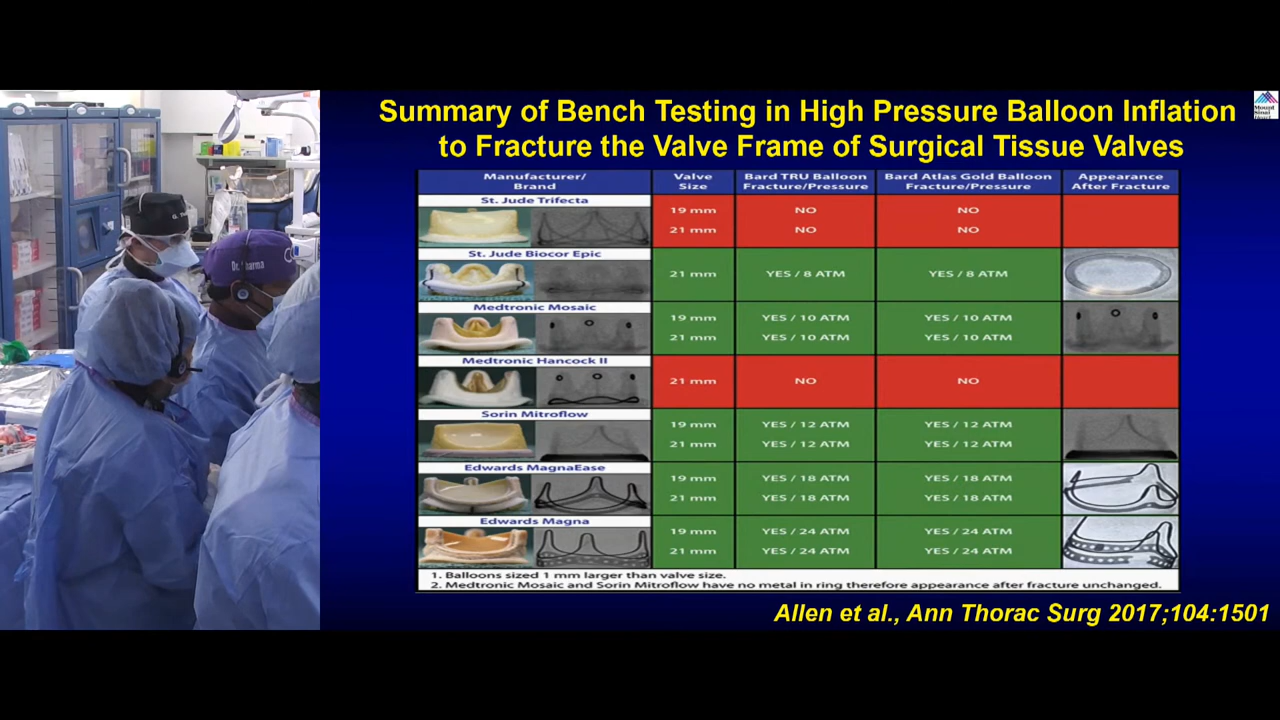 Summary of Bench Testing in High Pressure Balloon Inflation
to Fracture the Valve Frame of Surgical Tissue Valves
Mount
Manufacturer/
Brand
Valve
Size
Bard TRU Balloon
Fracture/Pressure
Bard Atlas Gold Balloon
Fracture/Pressure
Appearance
After Fracture
St. Jude Trifecta
19 mm NO NO
21 mm NO NO
St. Jude Biocor Epic
21 mm YES / 8 ATM YES / 8 ATM
Medtronic Mosaic
19 mm YES / 10 ATM YES / 10 ATM
21 mm YES / 10 ATM YES / 10 ATM
Medtronic Hancock II
21 mm NO NO
Sorin Mitroflow
19 mm YES / 12 ATM YES / 12 ATM
21 mm YES / 12 ATM YES / 12 ATM
Edwards MagnaEase
19 mm YES / 18 ATM YES / 18 ATM
21 mm YES / 18 ATM YES / 18 ATM
Edwards Magna
19 mm YES / 24 ATM YES / 24 ATM
21 mm YES / 24 ATM YES / 24 ATM
1. Balloons sized 1 mm larger than valve size.
2. Medtronic Mosaic and Sorin Mitroflow have no metal in ring therefore appearance after fracture unchanged.
Allen et al., Ann Thorac Surg 2017;104:1501